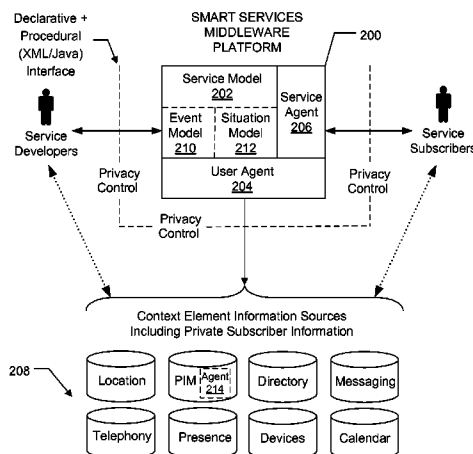 Declarative +
Procedural
(XML/Java)
Interface
SMART SERVICES
MIDDLEWARE
PLATFORM
200
Service Model
202
Event
Model
210
Situation
Model
212
Service
Agent
206
User Agent
204
Service
Developers
Service
Subscribers
Privacy
Control
Privacy
Control
Privacy
Control
Context Element Information Sources
Including Private Subscriber Information
208
Location
PIM
Agent
214
Directory
Messaging
Telephony
Presence
Devices
Calendar